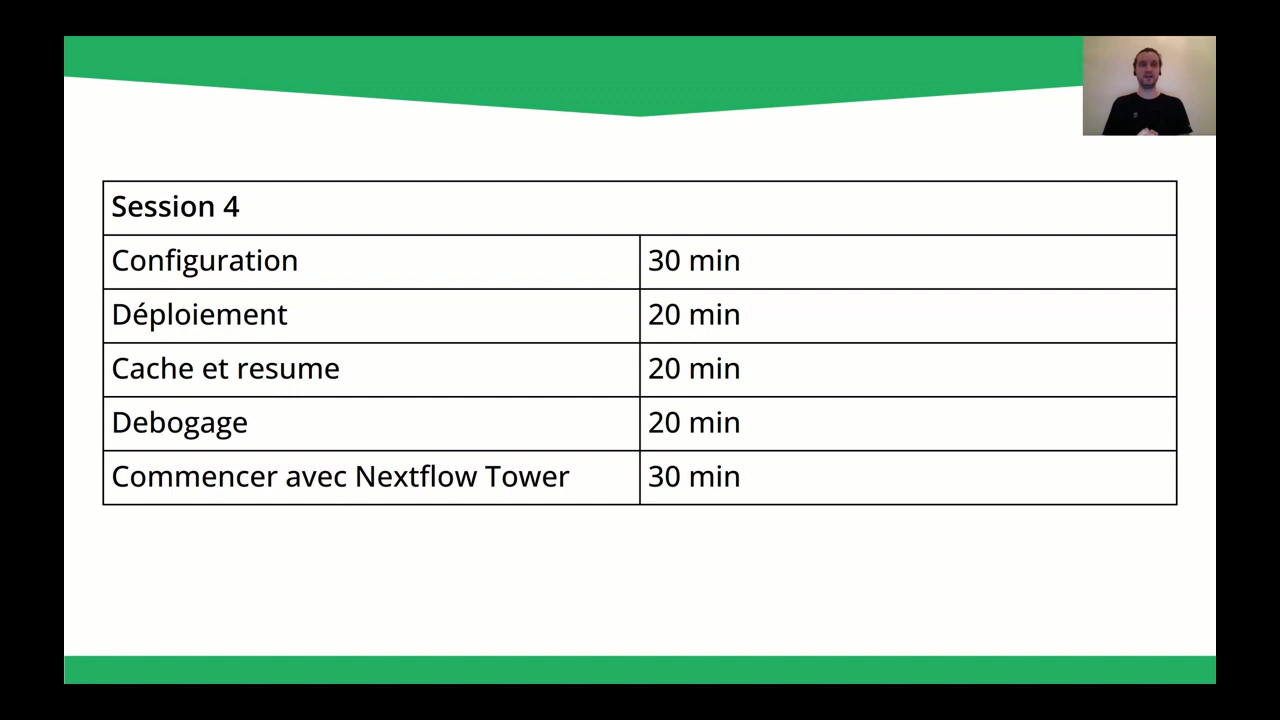 Session 4
Configuration 30 min
Déploiement 20 min
Cache et resume 20 min
Debogage 20 min
Commencer avec Nextflow Tower 30 min